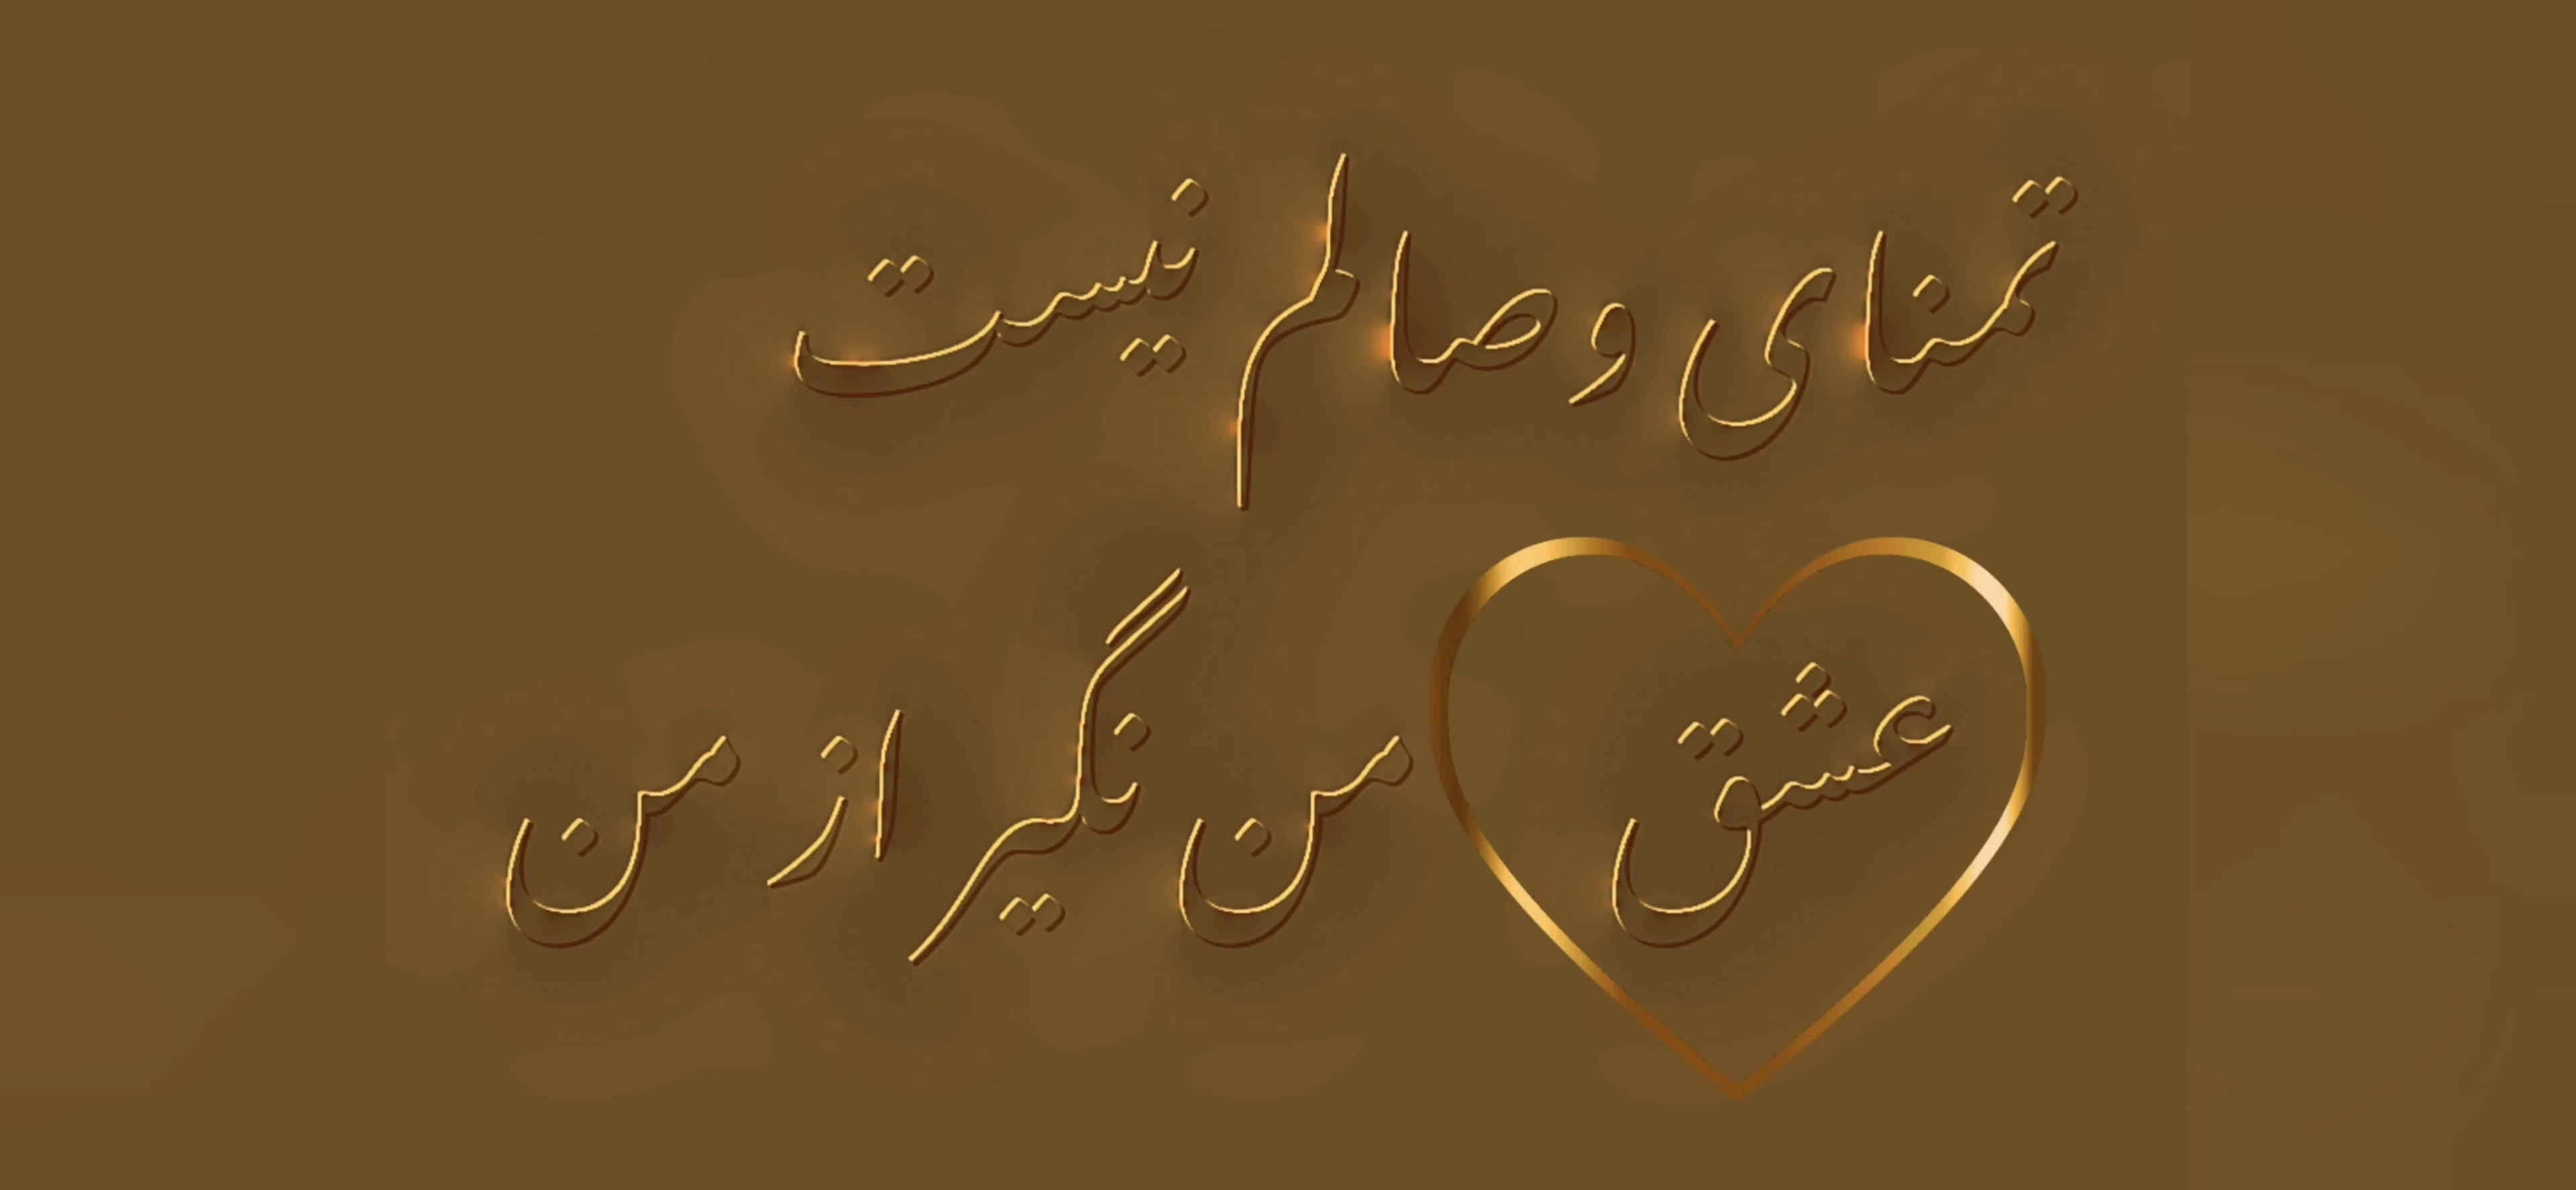 تمنای وصالم نیست
عشق من نگیر از من